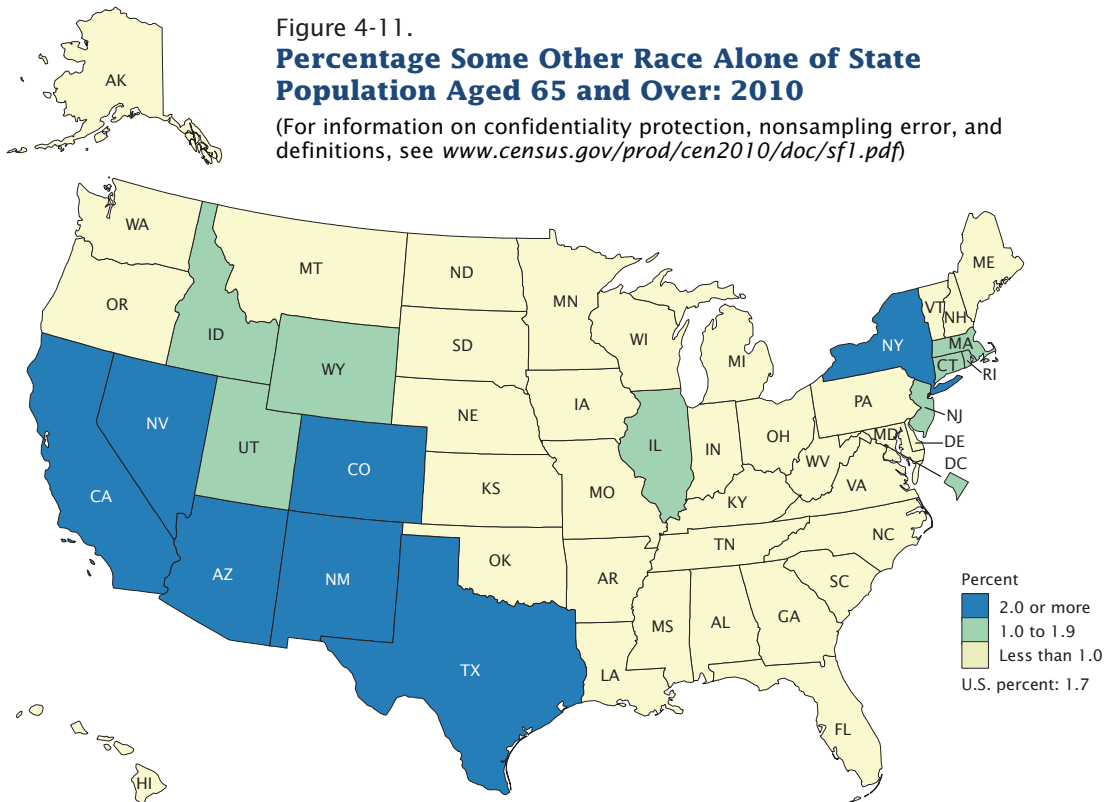 Figure 4-11.
Percentage Some Other Race Alone of State
Population Aged 65 and Over: 2010
(For information on confidentiality protection, nonsampling error, and
definitions, see www.census.gov/prod/cen2010/doc/sf1.pdf)
AK
WA
MT
ND
MN
ME
OR
ID
SD
WI
MI
VT
NH
NY
MA
CT
RI
WY
NE
IA
PA
NJ
NV
UT
CO
IL
IN
OH
MD
DE
DC
CA
KS
MO
WV
VA
KY
AZ
NM
OK
AR
TN
NC
SC
TX
LA
MS
AL
GA
FL
HI
Percent
2.0 or more
1.0 to 1.9
Less than 1.0
U.S. percent: 1.7